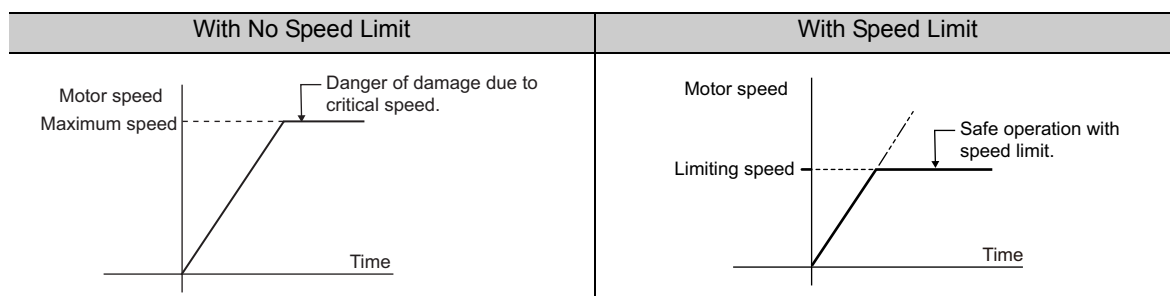 With No Speed Limit
With Speed Limit
Motor speed
Maximum speed
Danger of damage due to
critical speed.
Time
Motor speed
Limiting speed
Safe operation with
speed limit.
Time